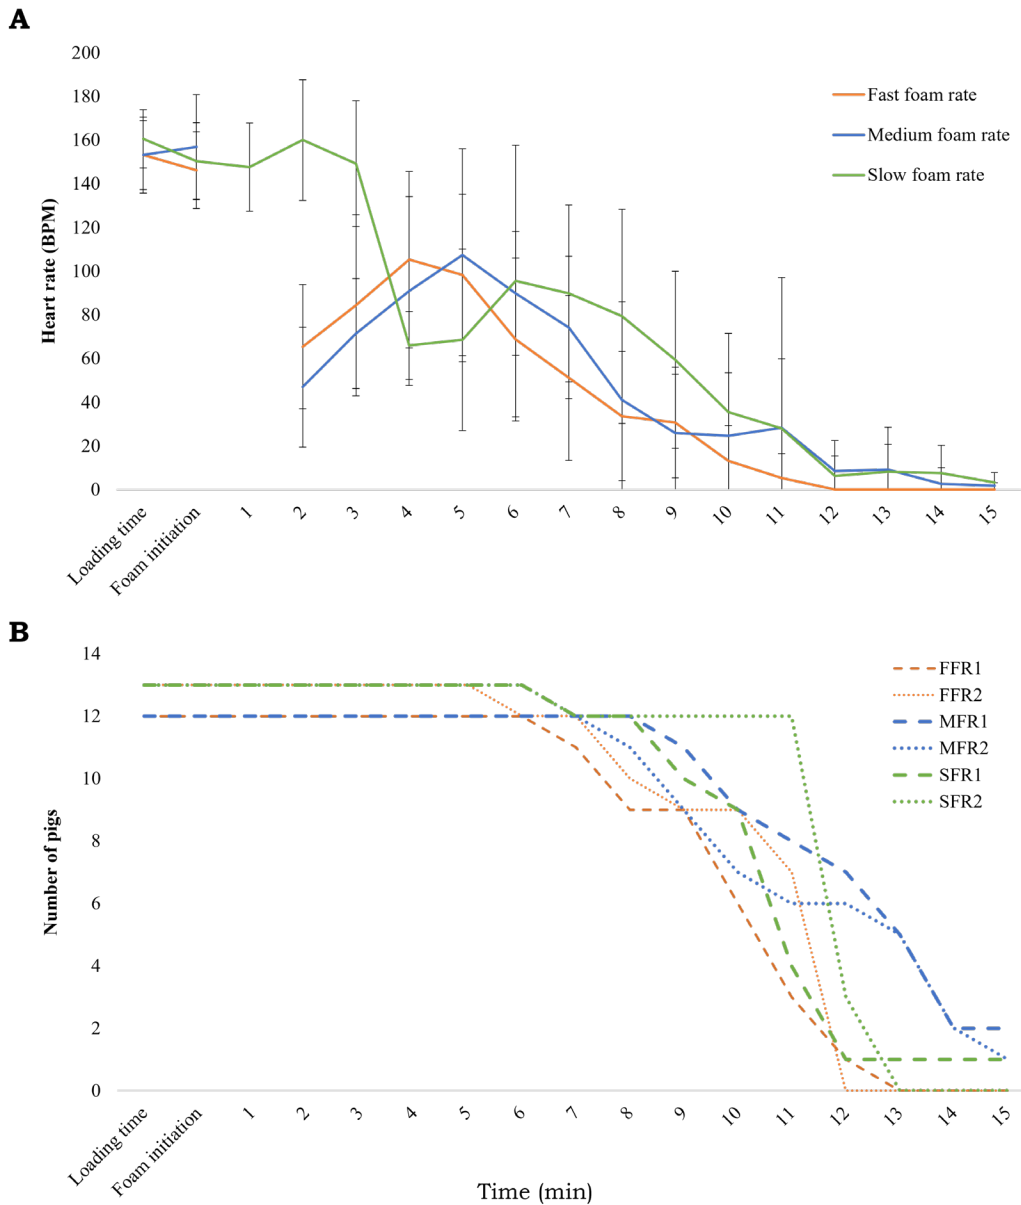 A
200
180
160
140
120
100
80
60
40
20
0
Heart rate (BPM)
Fast foam rate
Medium foam rate
Slow foam rate
Loading time
Foam initiation
1
2
3
4
5
6
7
8
9
10
11
12
13
14
15
B
14
12
10
8
6
4
2
0
Number of pigs
FFR1
FFR2
MFR1
MFR2
SFR1
SFR2
Loading time
Foam initiation
1
2
3
4
5
6
7
8
9
10
11
12
13
14
15
Time (min)